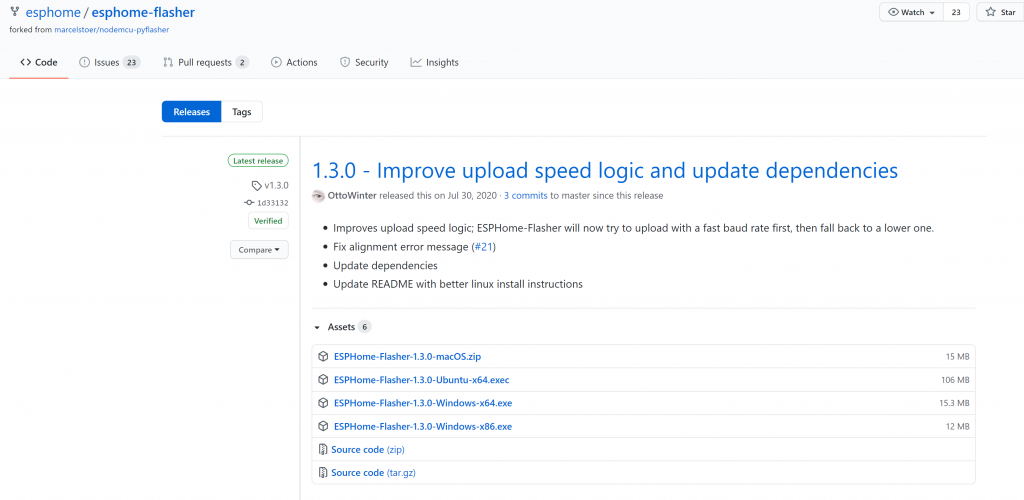 esphome / esphome-flasher
Watch 23 Star
forked from marcelstoer/nodemcu-pyflasher
Code Issues 23 Pull requests 2 Actions Security Insights
Releases Tags
Latest release
v1.3.0
1d33132
Verified
Compare
1.3.0 - Improve upload speed logic and update dependencies
OttoWinter released this on Jul 30, 2020 · 3 commits to master since this release
• Improves upload speed logic; ESPHome-Flasher will now try to upload with a fast baud rate first, then fall back to a lower one.
• Fix alignment error message (#21)
• Update dependencies
• Update README with better linux install instructions
Assets 6
ESPHome-Flasher-1.3.0-macOS.zip 15 MB
ESPHome-Flasher-1.3.0-Ubuntu-x64.exec 106 MB
ESPHome-Flasher-1.3.0-Windows-x64.exe 15.3 MB
ESPHome-Flasher-1.3.0-Windows-x86.exe 12 MB
Source code (zip)
Source code (tar.gz)